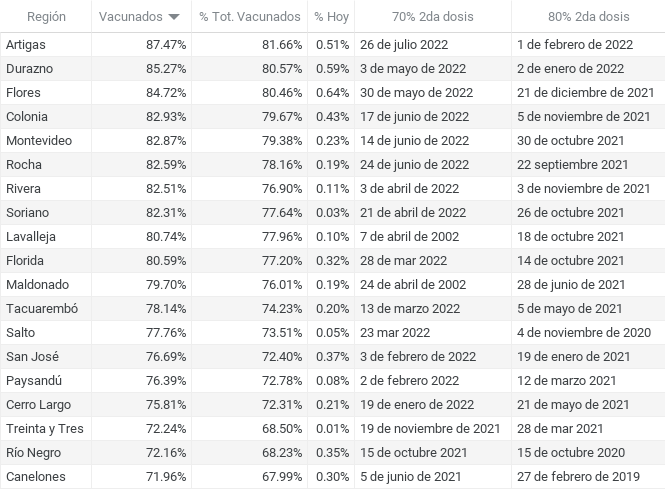 Región Vacunados % Tot. Vacunados % Hoy 70% 2da dosis 80% 2da dosis
Artigas 87.47% 81.66% 0.51% 26 de julio 2022 1 de febrero de 2022
Durazno 85.27% 80.57% 0.59% 3 de mayo de 2022 2 de enero de 2022
Flores 84.72% 80.46% 0.64% 30 de mayo de 2022 21 de diciembre de 2021
Colonia 82.93% 79.67% 0.43% 17 de junio de 2022 5 de noviembre de 2021
Montevideo 82.87% 79.38% 0.23% 14 de junio de 2022 30 de octubre 2021
Rocha 82.59% 78.16% 0.19% 24 de junio de 2022 22 septiembre 2021
Rivera 82.51% 76.90% 0.11% 3 de abril de 2022 3 de noviembre de 2021
Soriano 82.31% 77.64% 0.03% 21 de abril de 2022 26 de octubre 2021
Lavalleja 80.74% 77.96% 0.10% 7 de abril de 2002 18 de octubre 2021
Florida 80.59% 77.20% 0.32% 28 de mar 2022 14 de octubre 2021
Maldonado 79.70% 76.01% 0.19% 24 de abril de 2002 28 de junio de 2021
Tacuarembó 78.14% 74.23% 0.20% 13 de marzo 2022 5 de mayo de 2021
Salto 77.76% 73.51% 0.05% 23 mar 2022 4 de noviembre de 2020
San José 76.69% 72.40% 0.37% 3 de febrero de 2022 19 de enero de 2021
Paysandú 76.39% 72.78% 0.08% 2 de febrero 2022 12 de marzo 2021
Cerro Largo 75.81% 72.31% 0.21% 19 de enero de 2022 21 de mayo de 2021
Treinta y Tres 72.24% 68.50% 0.01% 19 de noviembre de 2021 28 de mar 2021
Río Negro 72.16% 68.23% 0.35% 15 de octubre 2021 15 de octubre 2020
Canelones 71.96% 67.99% 0.30% 5 de junio de 2021 27 de febrero de 2019